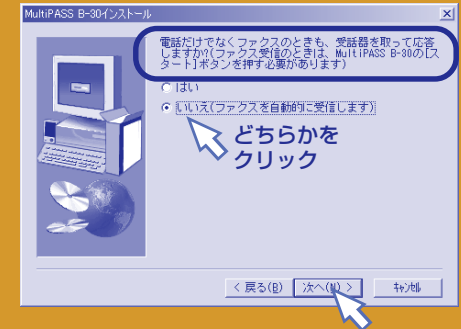 MultiPASS B-30インストール
電話だけでなくファクスのときも、受話器を取って応答
しますか?(ファクス受信のときは、MultiPASS B-30の[ス
タート]ボタンを押す必要があります)
はい
いいえ(ファクスを自動的に受信します)
どちらかを
クリック
< 戻る(B)
次へ(N) >
ｷｬﾝｾﾙ